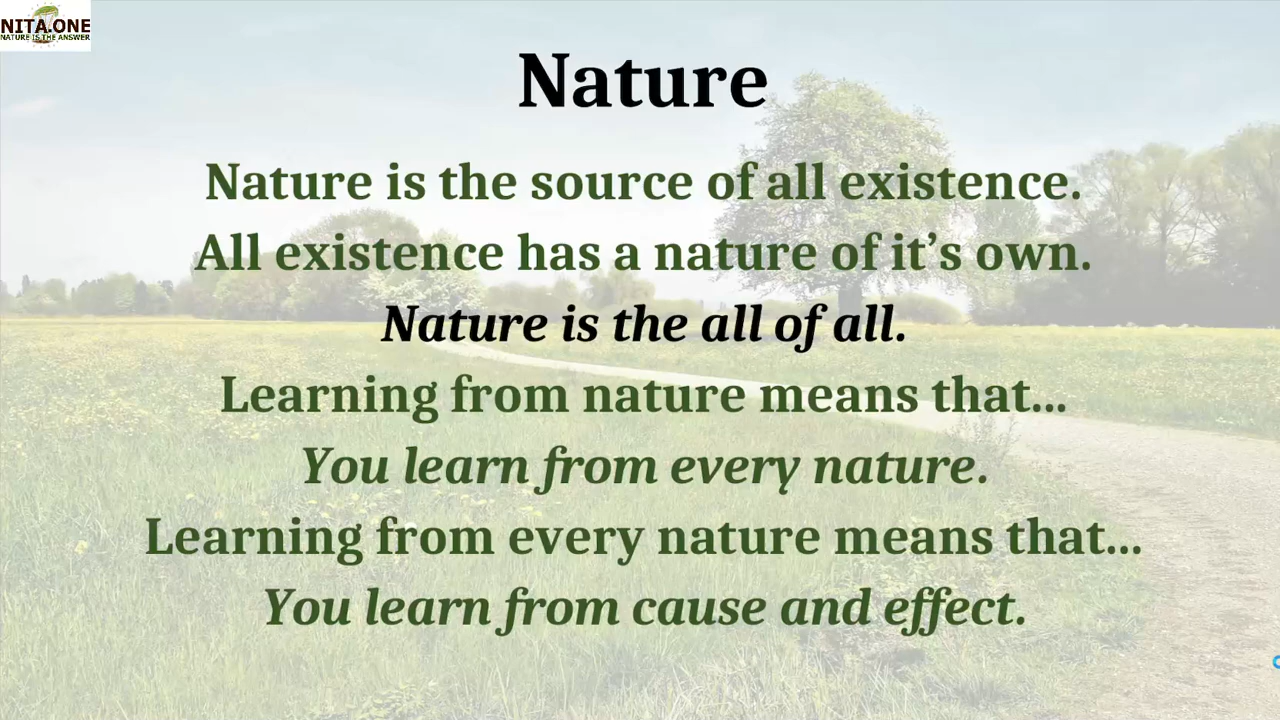 NITA.ONE
NATURE IS THE ANSWER
Nature
Nature is the source of all existence.
All existence has a nature of it’s own.
Nature is the all of all.
Learning from nature means that...
You learn from every nature.
Learning from every nature means that...
You learn from cause and effect.